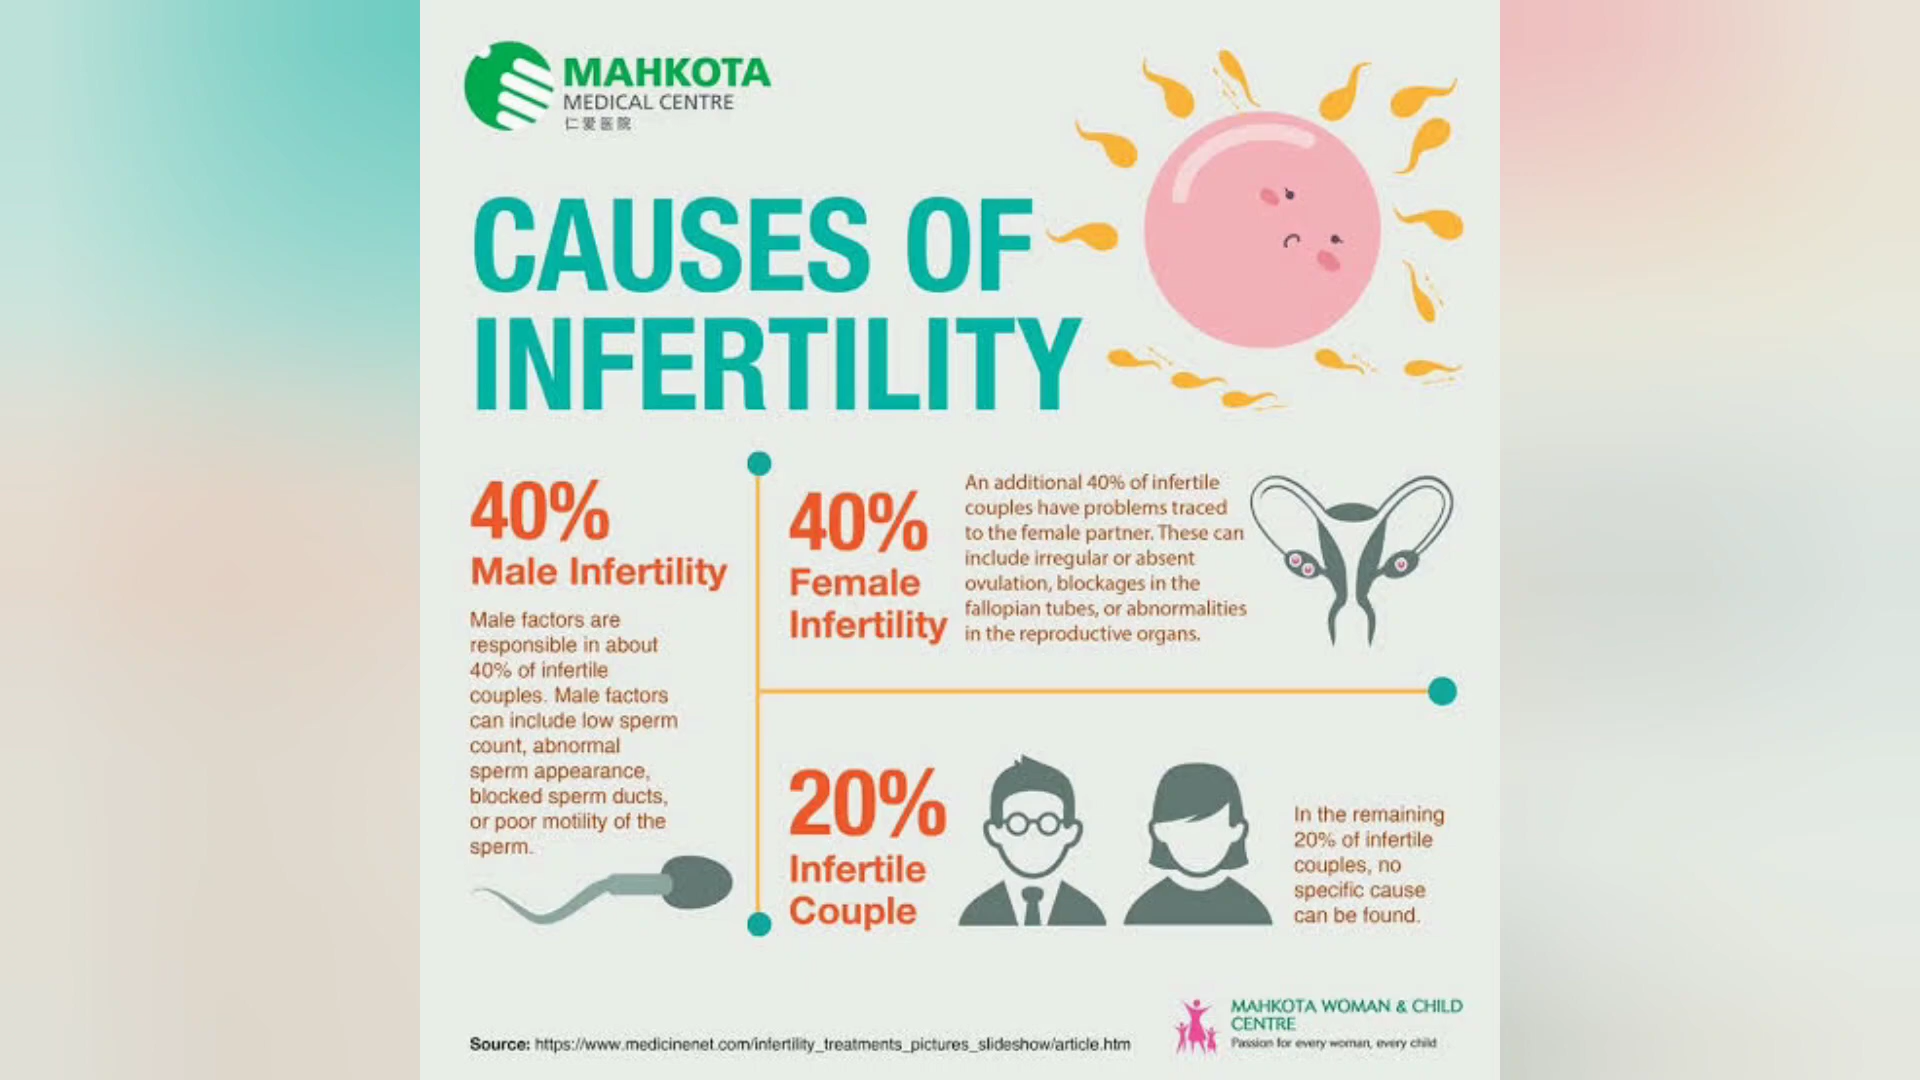 MAHKOTA
MEDICAL CENTRE
仁爱医院
CAUSES OF
INFERTILITY
40%
Male Infertility
Male factors are
responsible in about
40% of infertile
couples. Male factors
can include low sperm
count, abnormal
sperm appearance,
blocked sperm ducts,
or poor motility of the
sperm.
40%
Female
Infertility
An additional 40% of infertile
couples have problems traced
to the female partner. These can
include irregular or absent
ovulation, blockages in the
fallopian tubes, or abnormalities
in the reproductive organs.
20%
Infertile
Couple
In the remaining
20% of infertile
couples, no
specific cause
can be found.
Source: https://www.medicinenet.com/infertility_treatments_pictures_slideshow/article.htm
MAHKOTA WOMAN & CHILD
CENTRE
Passion for every woman, every child